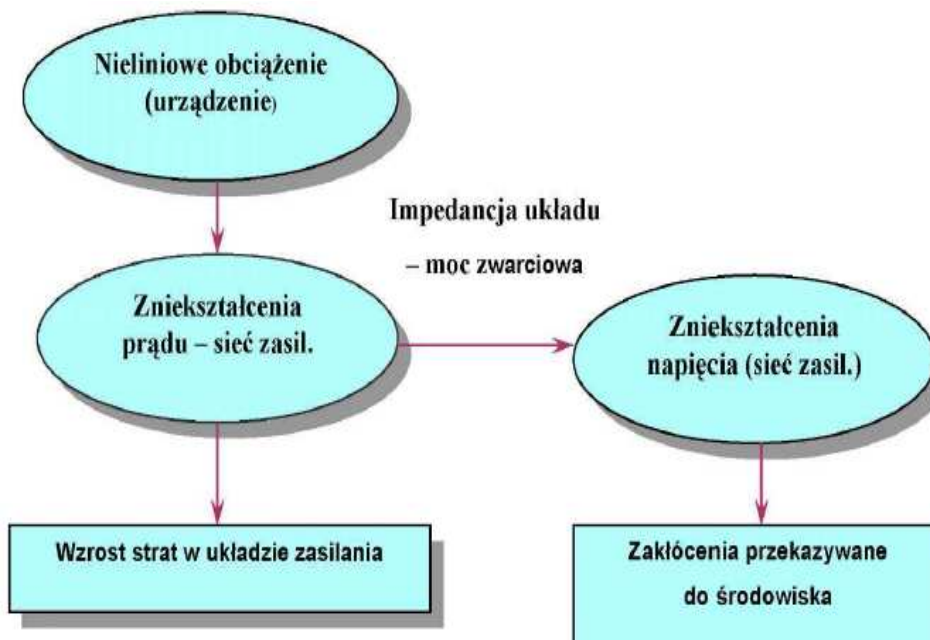 Nieliniowe obciążenie
(urządzenie)
Impedancja układu
– moc zwarciowa
Zniekształcenia
prądu – sieć zasil.
Zniekształcenia
napięcia (sieć zasil.)
Wzrost strat w układzie zasilania
Zakłócenia przekazywane
do środowiska